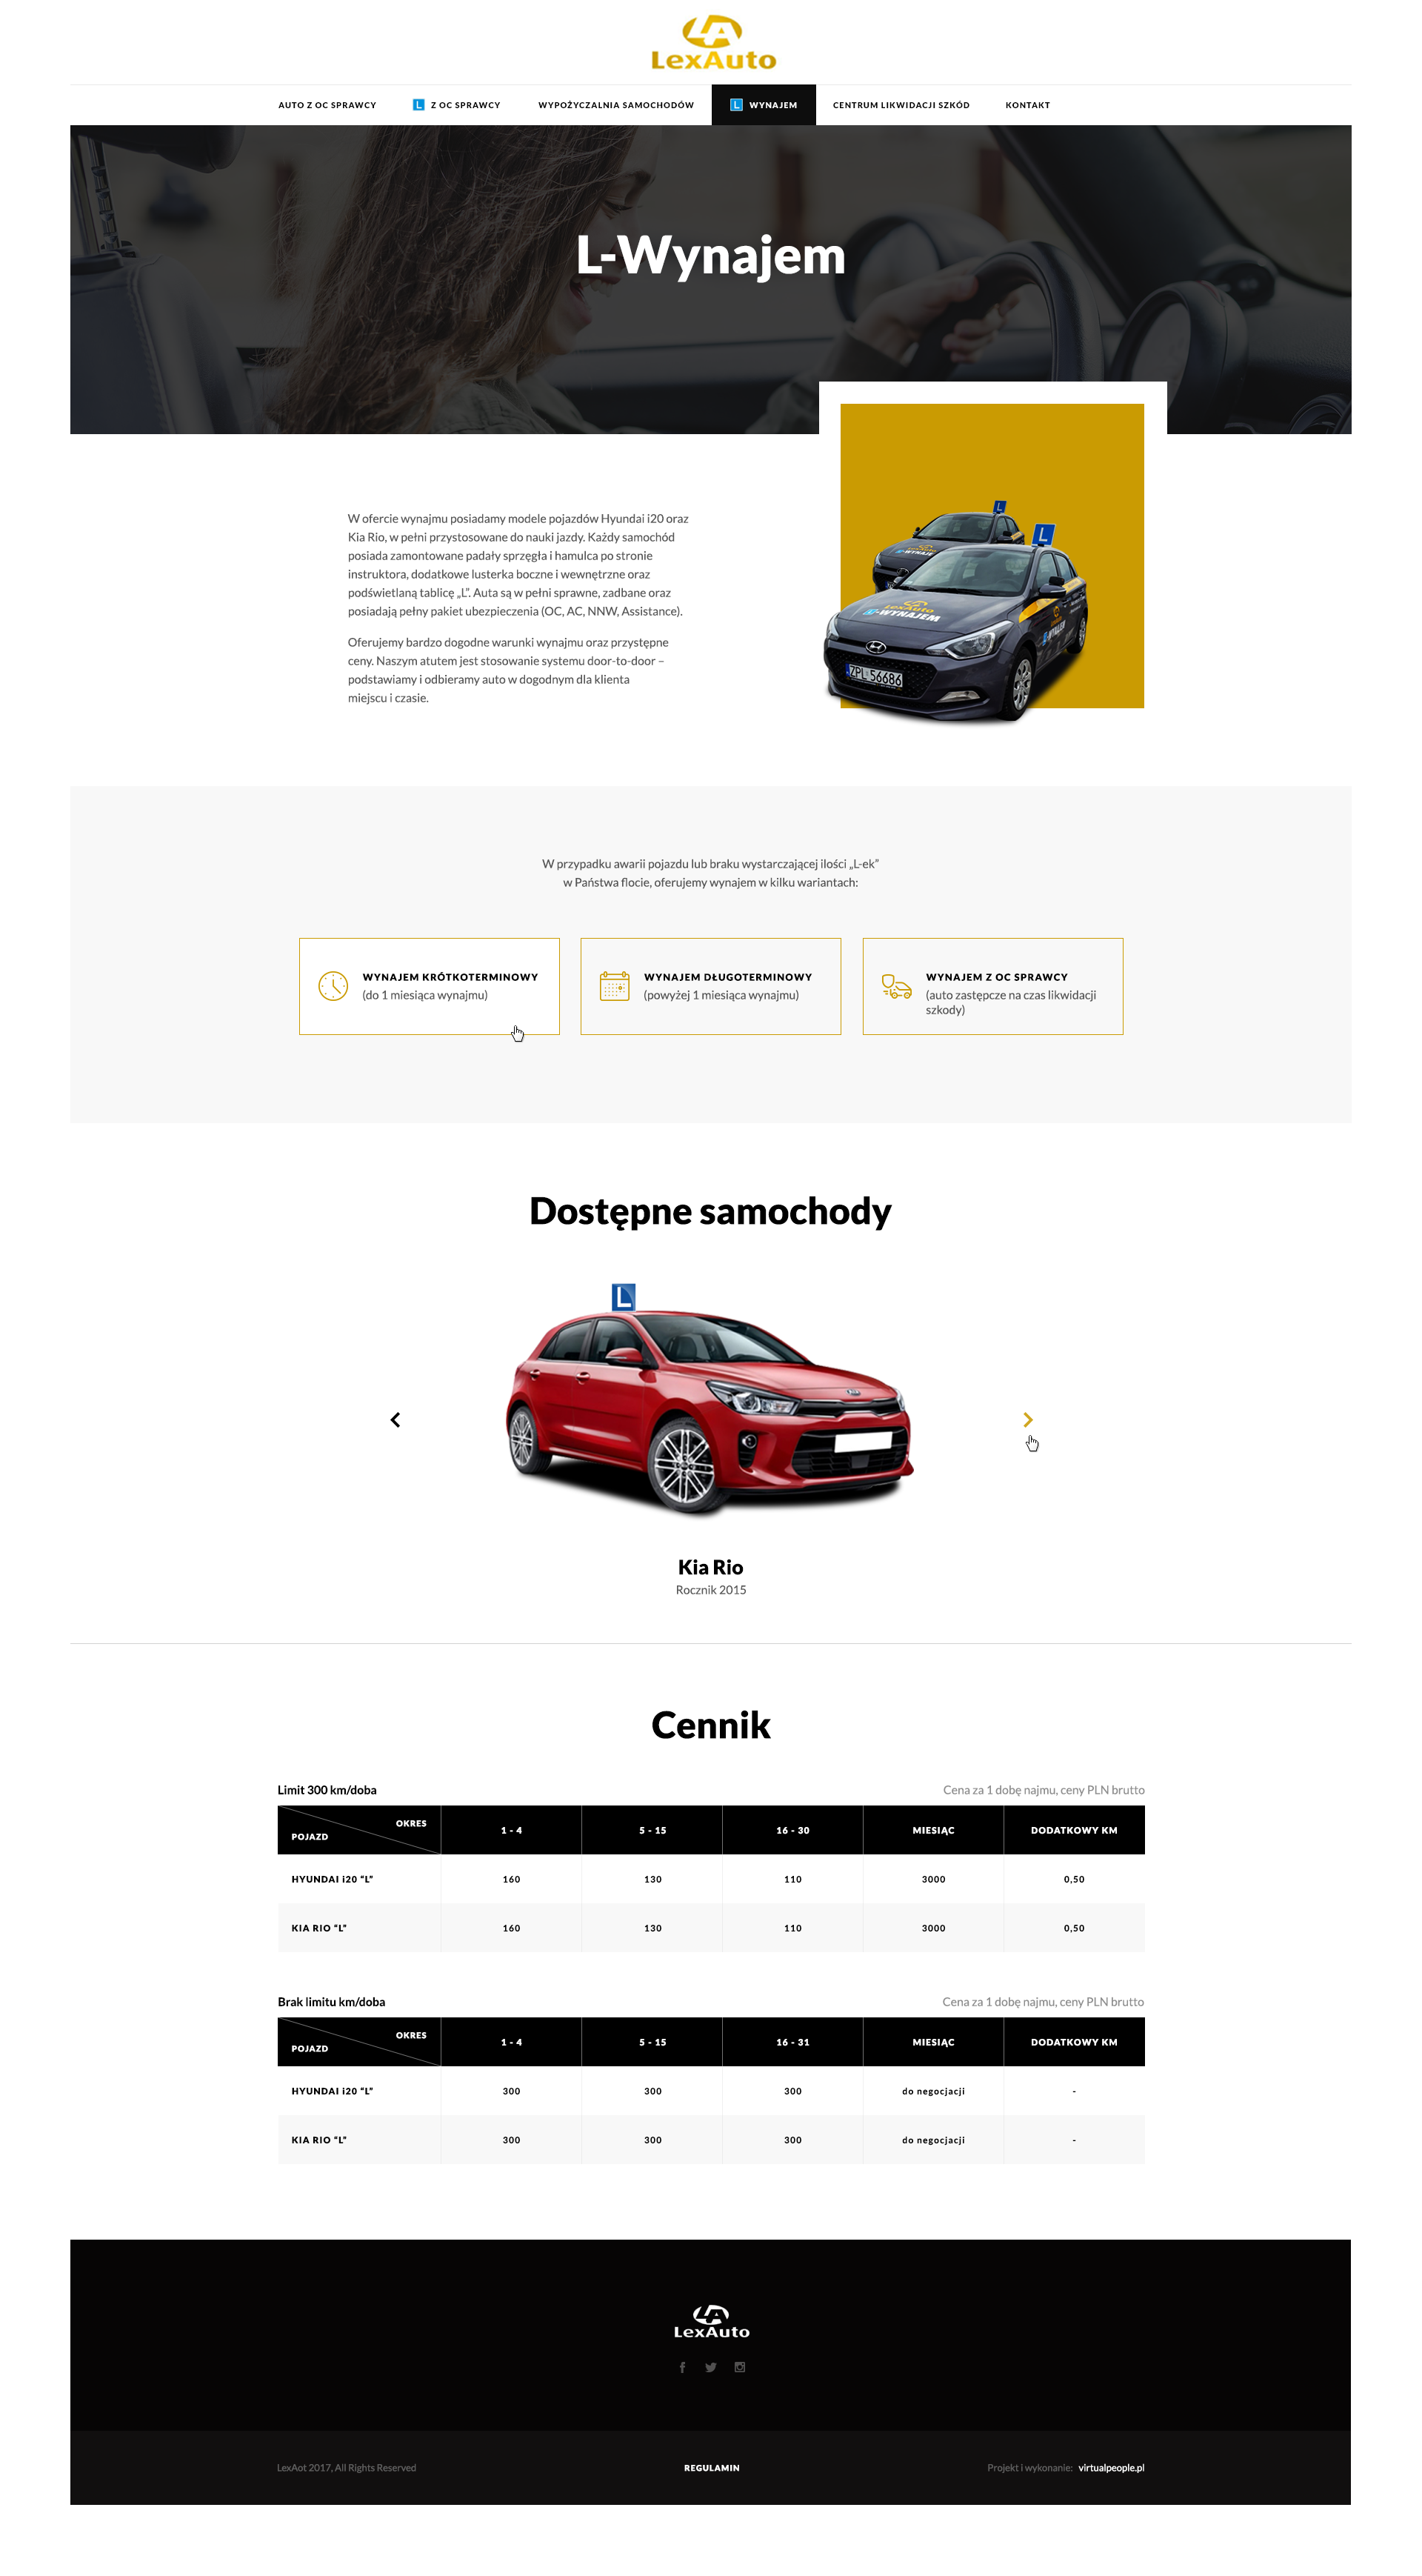 LA
LexAuto
AUTO Z OC SPRAWCY
L Z OC SPRAWCY
WYPOŻYCZALNIA SAMOCHODÓW
L WYNAJEM
CENTRUM LIKWIDACJI SZKÓD
KONTAKT
L-Wynajem
W ofercie wynajmu posiadamy modele pojazdów Hyundai i20 oraz
Kia Rio, w pełni przystosowane do nauki jazdy. Każdy samochód
posiada zamontowane padały sprzęgła i hamulca po stronie
instruktora, dodatkowe lusterka boczne i wewnętrzne oraz
podświetlaną tablicę „L”. Auta są w pełni sprawne, zadbane oraz
posiadają pełny pakiet ubezpieczenia (OC, AC, NNW, Assistance).
Oferujemy bardzo dogodne warunki wynajmu oraz przystępne
ceny. Naszym atutem jest stosowanie systemu door-to-door –
podstawiamy i odbieramy auto w dogodnym dla klienta
miejscu i czasie.
L
L
LexAuto
L-WYNAJEM
ZPL 56686
W przypadku awarii pojazdu lub braku wystarczającej ilości „L-ek”
w Państwa flocie, oferujemy wynajem w kilku wariantach:
WYNAJEM KRÓTKOTERMINOWY
(do 1 miesiąca wynajmu)
WYNAJEM DŁUGOTERMINOWY
(powyżej 1 miesiąca wynajmu)
WYNAJEM Z OC SPRAWCY
(auto zastępcze na czas likwidacji
szkody)
Dostępne samochody
L
Kia Rio
Rocznik 2015
Cennik
Limit 300 km/doba
Cena za 1 dobę najmu, ceny PLN brutto
POJAZD OKRES 1 - 4 5 - 15 16 - 30 MIESIĄC DODATKOWY KM
HYUNDAI i20 “L” 160 130 110 3000 0,50
KIA RIO “L” 160 130 110 3000 0,50
Brak limitu km/doba
Cena za 1 dobę najmu, ceny PLN brutto
POJAZD OKRES 1 - 4 5 - 15 16 - 31 MIESIĄC DODATKOWY KM
HYUNDAI i20 “L” 300 300 300 do negocjacji -
KIA RIO “L” 300 300 300 do negocjacji -
LA
LexAuto
LexAot 2017, All Rights Reserved
REGULAMIN
Projekt i wykonanie: virtualpeople.pl